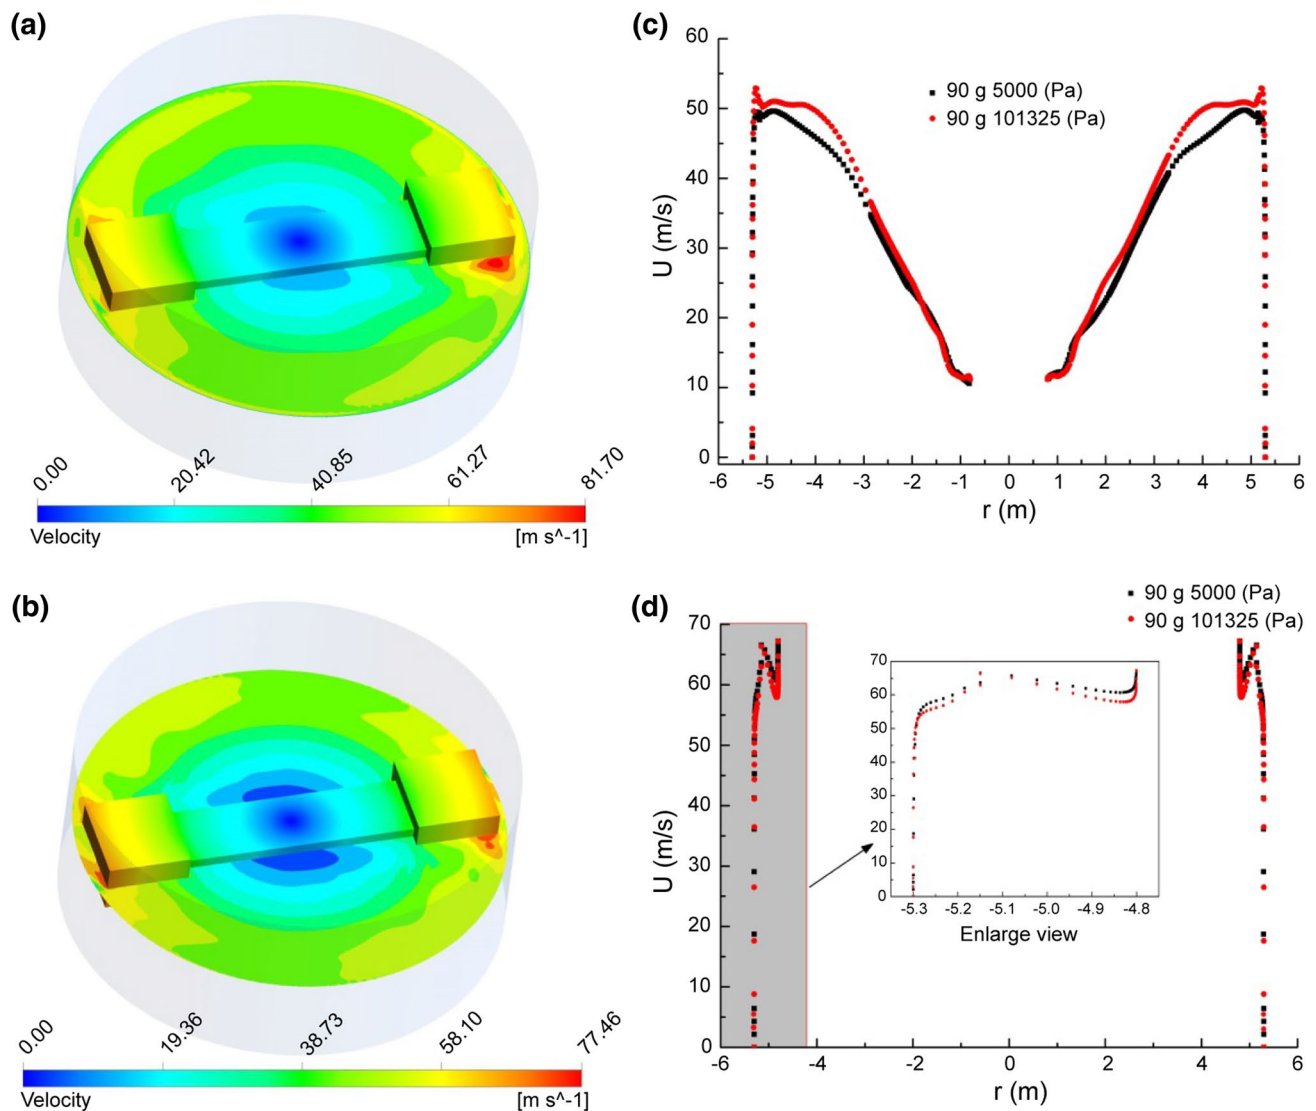 (a)
0.00
20.42
40.85
61.27
81.70
Velocity
[m s^-1]
(c)
60
50
40
30
20
10
0
U (m/s)
90 g 5000 (Pa)
90 g 101325 (Pa)
-6 -5 -4 -3 -2 -1 0 1 2 3 4 5 6
r (m)
(b)
0.00
19.36
38.73
58.10
77.46
Velocity
[m s^-1]
(d)
90 g 5000 (Pa)
90 g 101325 (Pa)
70
60
50
40
30
20
10
0
U (m/s)
70
60
50
40
30
20
10
0
-5.3 -5.2 -5.1 -5.0 -4.9 -4.8
Enlarge view
-6 -4 -2 0 2 4 6
r (m)